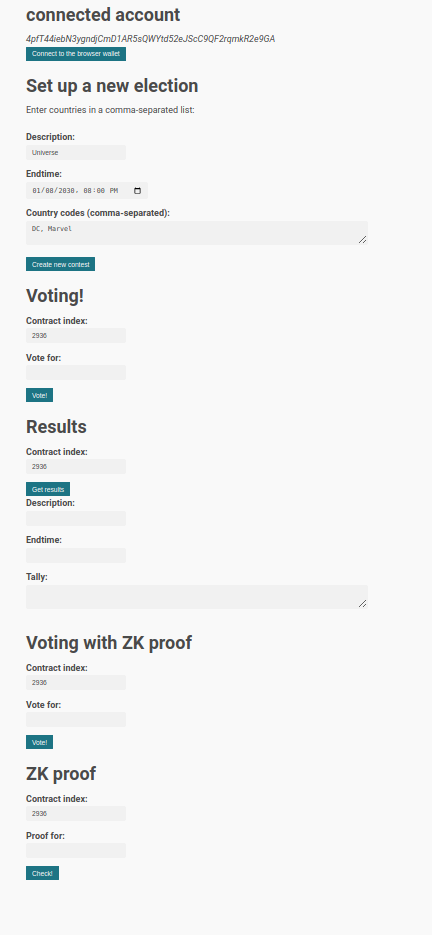 connected account
4pfT44iebN3ygndjCmD1AR5sQWYtd52eJScC9QF2rqmkR2e9GA
Connect to the browser wallet
Set up a new election
Enter countries in a comma-separated list:
Description:
Universe
Endtime:
01/08/2030, 08:00 PM
Country codes (comma-separated):
DC, Marvel
Create new contest
Voting!
Contract index:
2936
Vote for:
Vote!
Results
Contract index:
2936
Get results
Description:
Endtime:
Tally:
Voting with ZK proof
Contract index:
2936
Vote for:
Vote!
ZK proof
Contract index:
2936
Proof for:
Check!